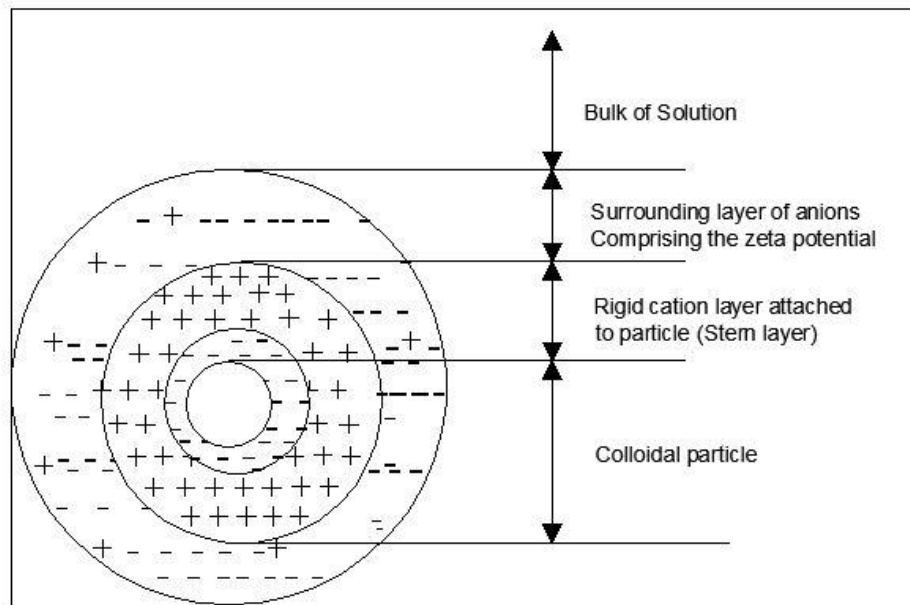 Bulk of Solution
Surrounding layer of anions
Comprising the zeta potential
Rigid cation layer attached
to particle (Stern layer)
Colloidal particle